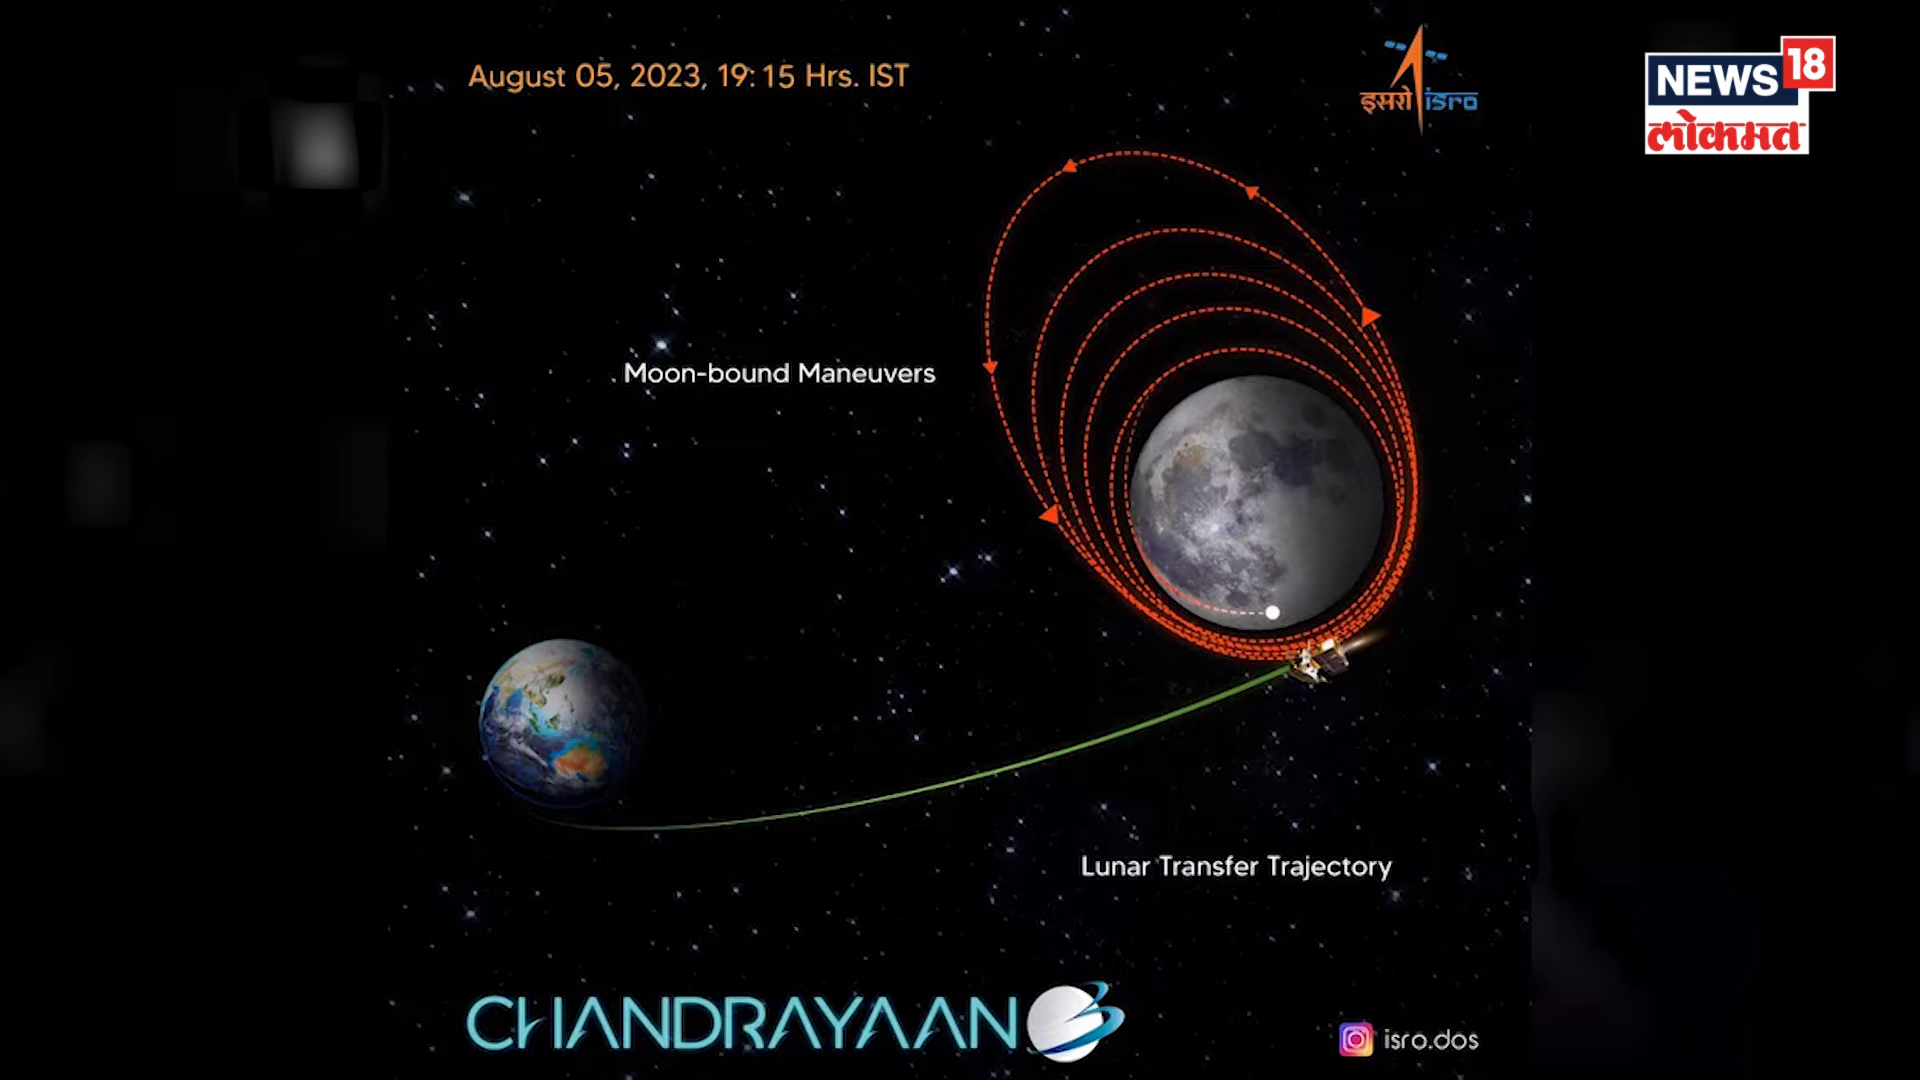 August 05, 2023, 19:15 Hrs. IST
इसरो isro
NEWS 18
लोकमत
Moon-bound Maneuvers
Lunar Transfer Trajectory
CHANDRAYAAN 3
isro.dos